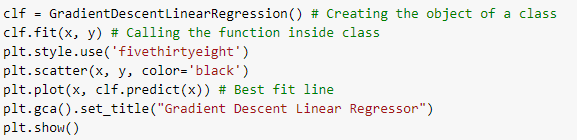 clf = GradientDescentLinearRegression() # Creating the object of a class
clf.fit(x, y) # Calling the function inside class
plt.style.use('fivethirtyeight')
plt.scatter(x, y, color='black')
plt.plot(x, clf.predict(x)) # Best fit line
plt.gca().set_title("Gradient Descent Linear Regressor")
plt.show()